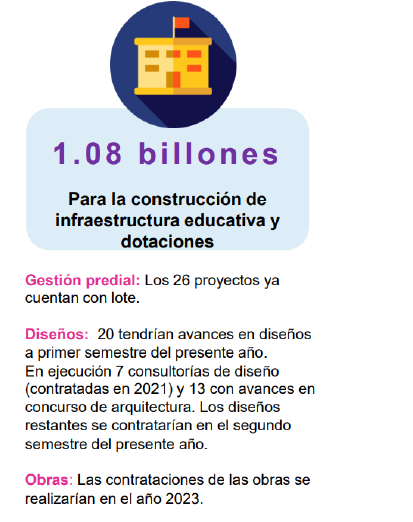 1.08 billones
Para la construcción de
infraestructura educativa y
dotaciones
Gestión predial: Los 26 proyectos ya
cuentan con lote.
Diseños: 20 tendrían avances en diseños
a primer semestre del presente año.
En ejecución 7 consultorías de diseño
(contratadas en 2021) y 13 con avances en
concurso de arquitectura. Los diseños
restantes se contratarían en el segundo
semestre del presente año.
Obras: Las contrataciones de las obras se
realizarían en el año 2023.